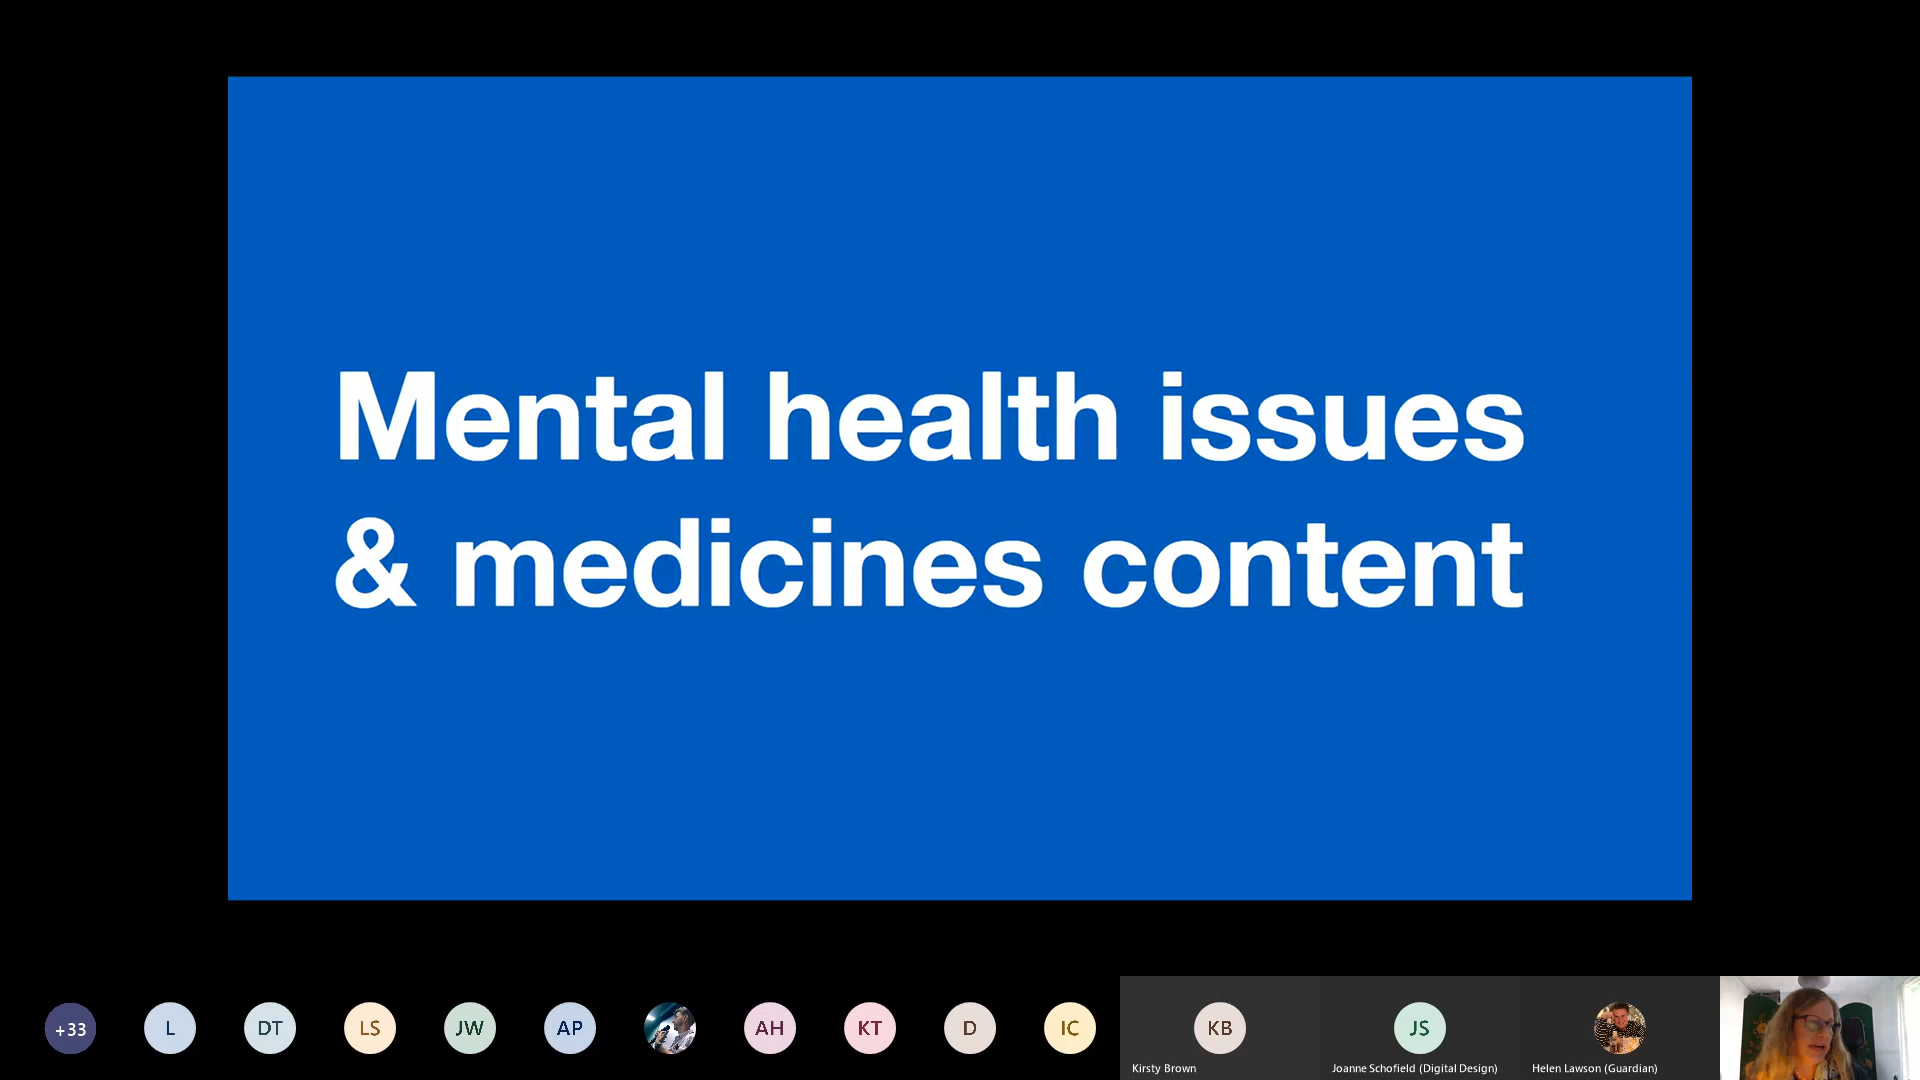 Mental health issues
& medicines content
+33
L
DT
LS
JW
AP
AH
KT
D
IC
KB
JS
Kirsty Brown
Joanne Schofield (Digital Design)
Helen Lawson (Guardian)